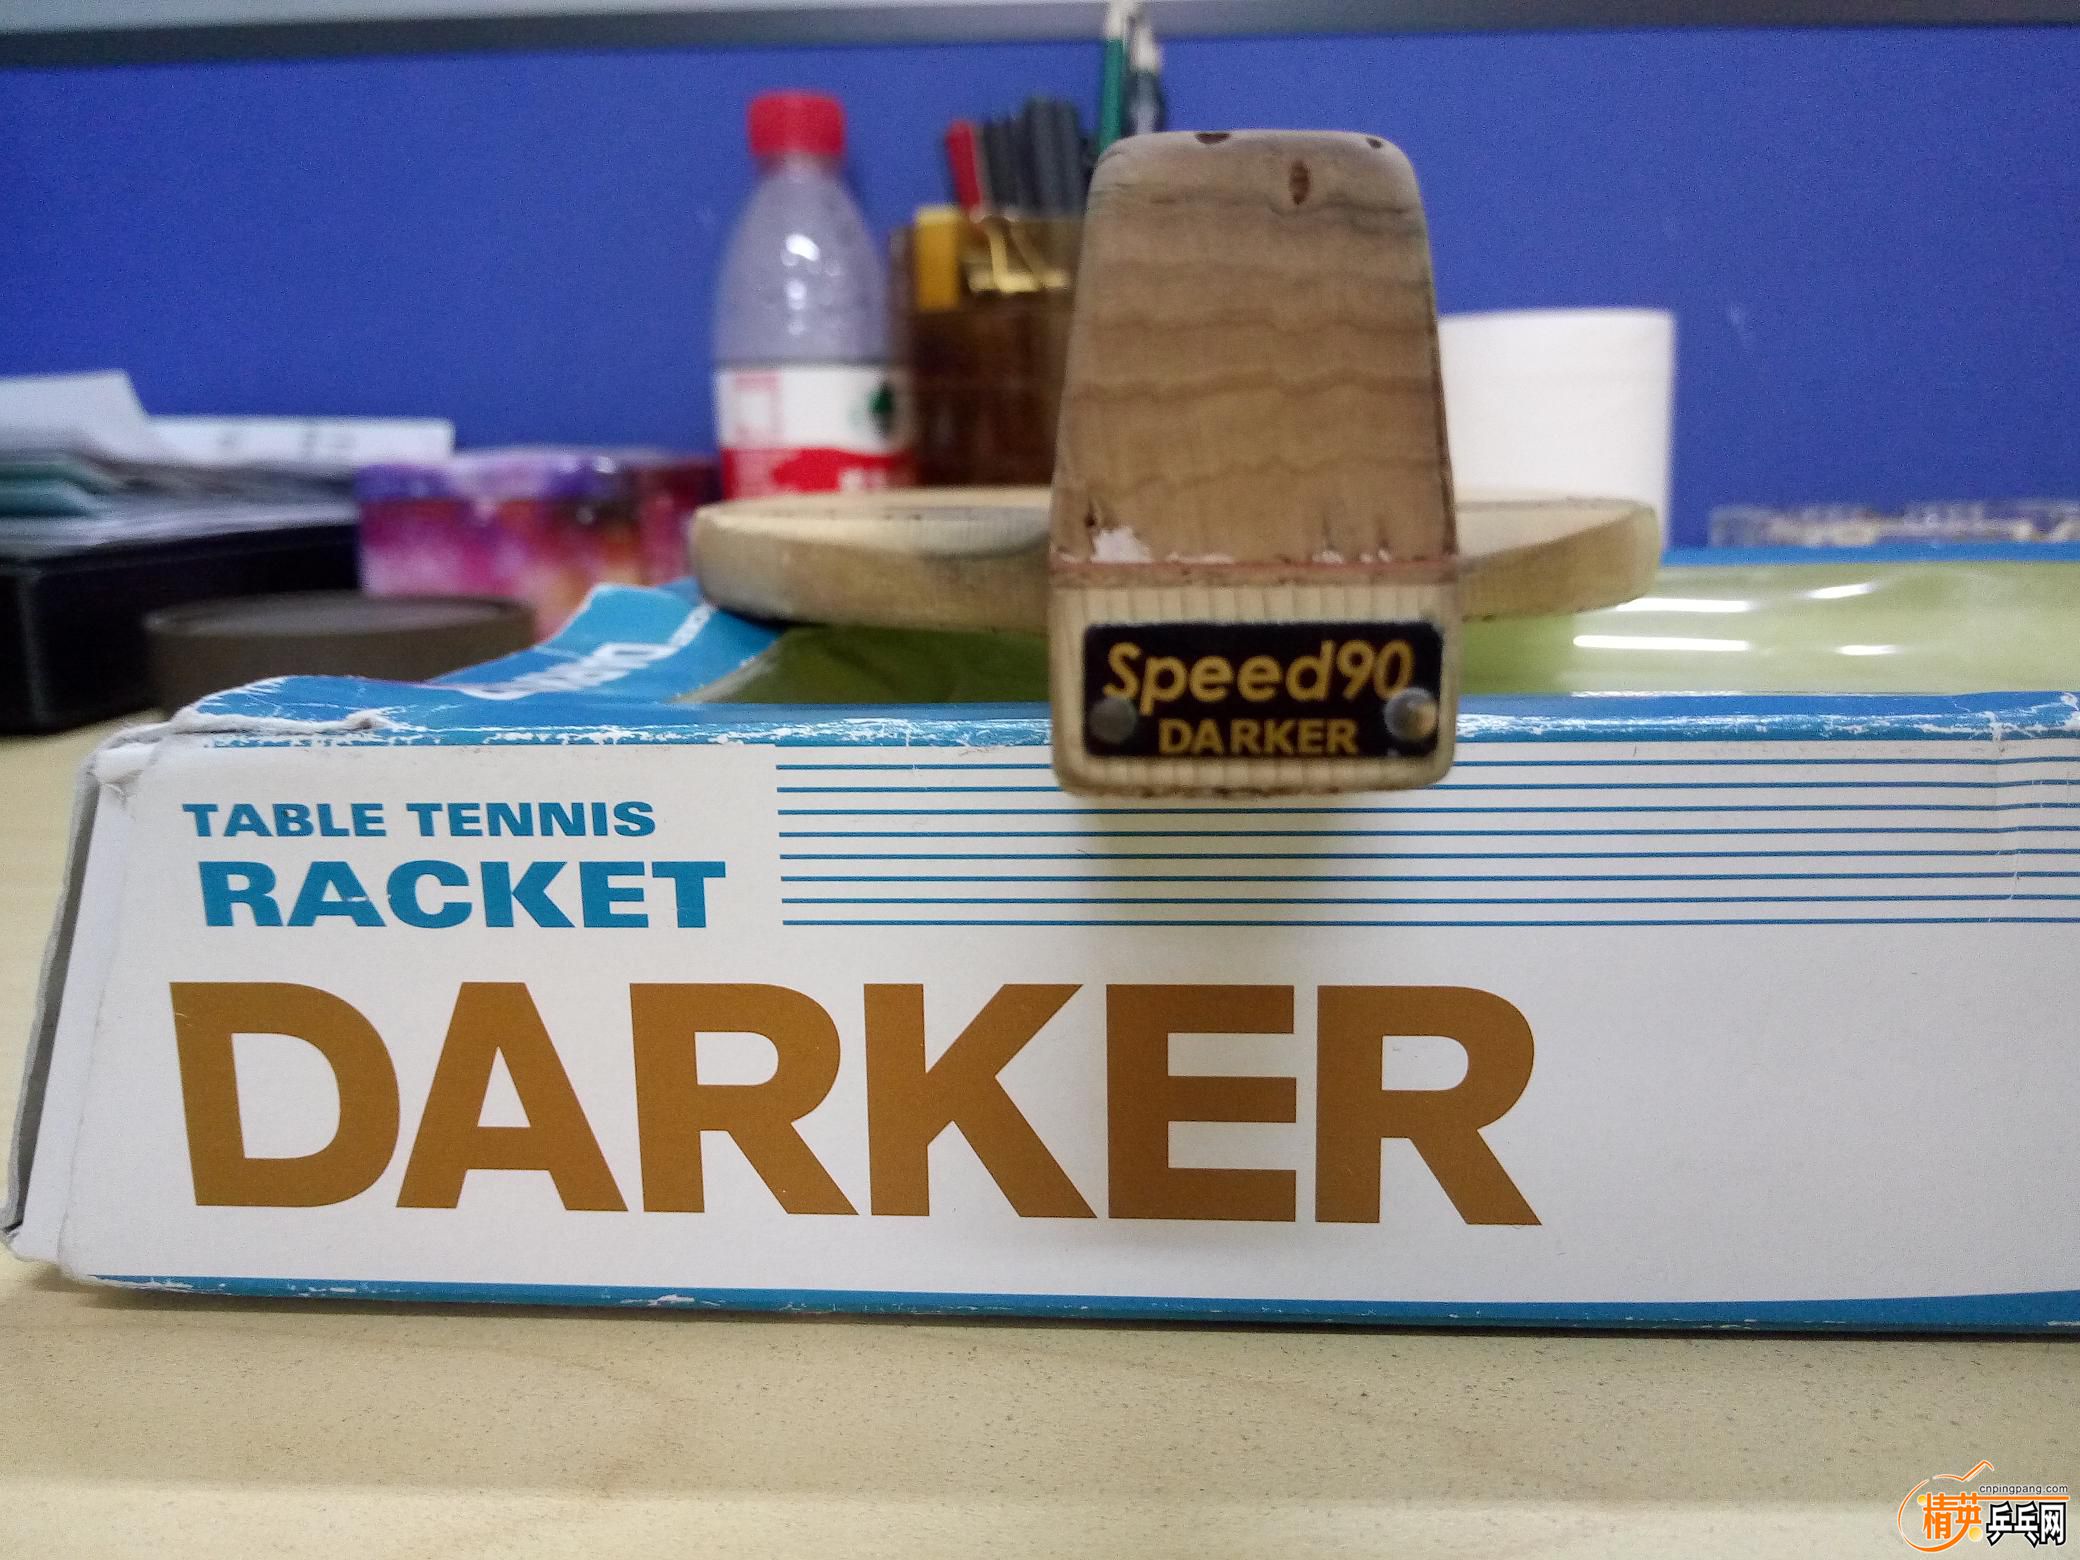 Speed90
DARKER
TABLE TENNIS
RACKET
DARKER
cnpingpang.com
精英乒乓网